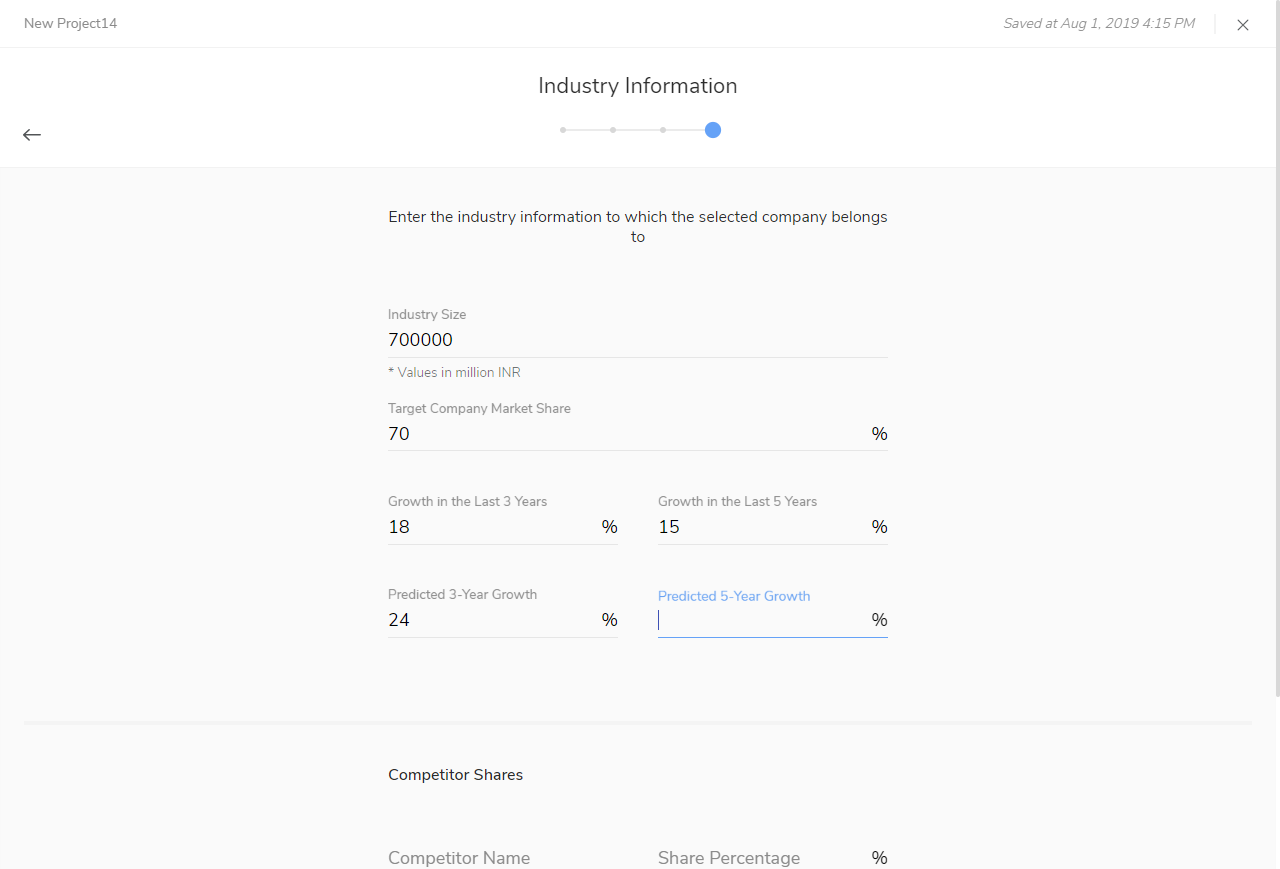 New Project14
Saved at Aug 1, 2019 4:15 PM
Industry Information
Enter the industry information to which the selected company belongs
to
Industry Size
700000
* Values in million INR
Target Company Market Share
70 %
Growth in the Last 3 Years
18 %
Growth in the Last 5 Years
15 %
Predicted 3-Year Growth
24 %
Predicted 5-Year Growth
%
Competitor Shares
Competitor Name
Share Percentage %